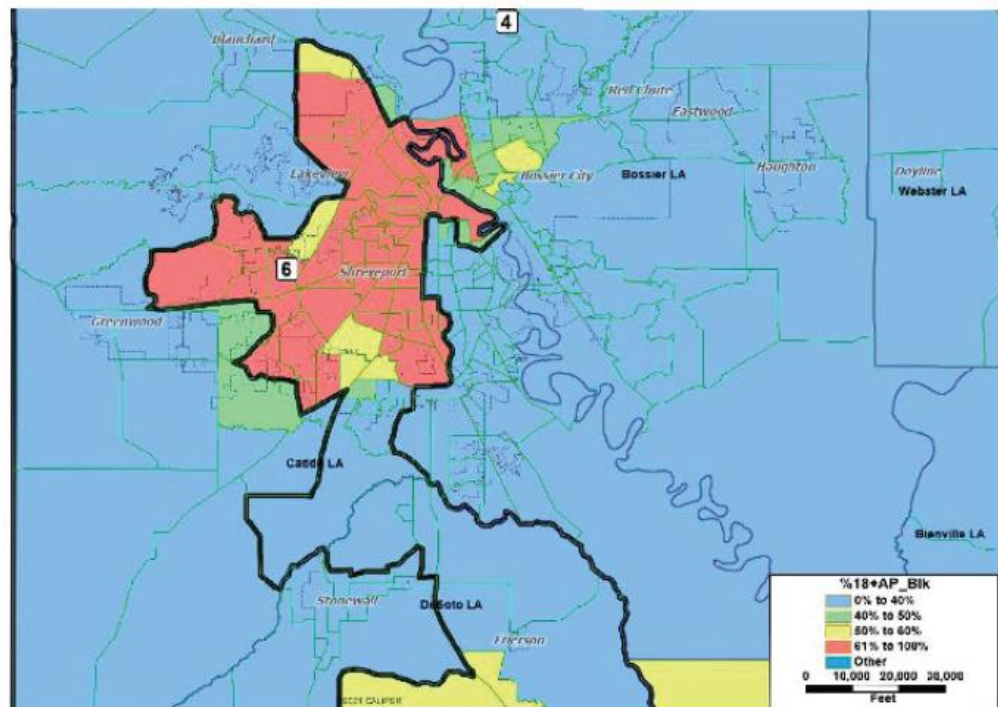 4
Blanchard
Red Chute
Eastwood
Lakeview
Bossier City
Bossier LA
Haughton
Doyline
Webster LA
6
Shreveport
Greenwood
Caddo LA
Bienville LA
Stonewall
DeSoto LA
Frierson
%18+AP_Blk
0% to 40%
40% to 50%
50% to 60%
61% to 100%
Other
0 10,000 20,000 30,000
Feet
©2021 CALIPER